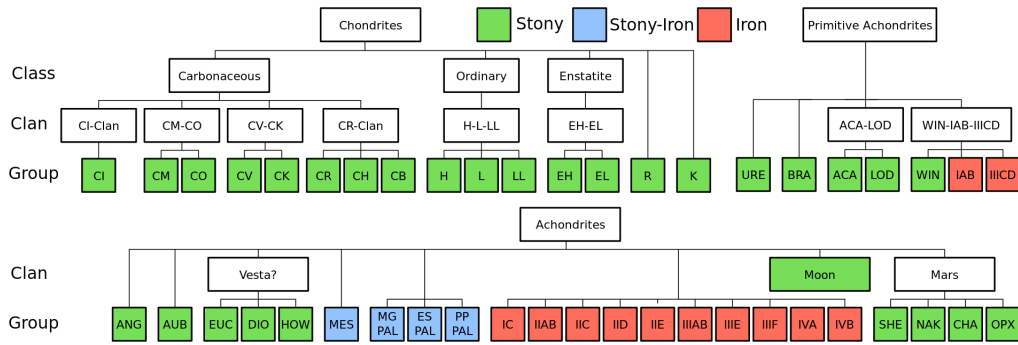 Chondrites Stony Stony-Iron Iron Primitive Achondrites
Class Carbonaceous Ordinary Enstatite
Clan CI-Clan CM-CO CV-CK CR-Clan H-L-LL EH-EL ACA-LOD WIN-IAB-IIICD
Group CI CM CO CV CK CR CH CB H L LL EH EL R K URE BRA ACA LOD WIN IAB IIICD
Achondrites
Clan Vesta? Moon Mars
Group ANG AUB EUC DIO HOW MES MG PAL ES PAL PP PAL IC IIAB IIC IID IIE IIIAB IIIE IIIF IVA IVB SHE NAK CHA OPX